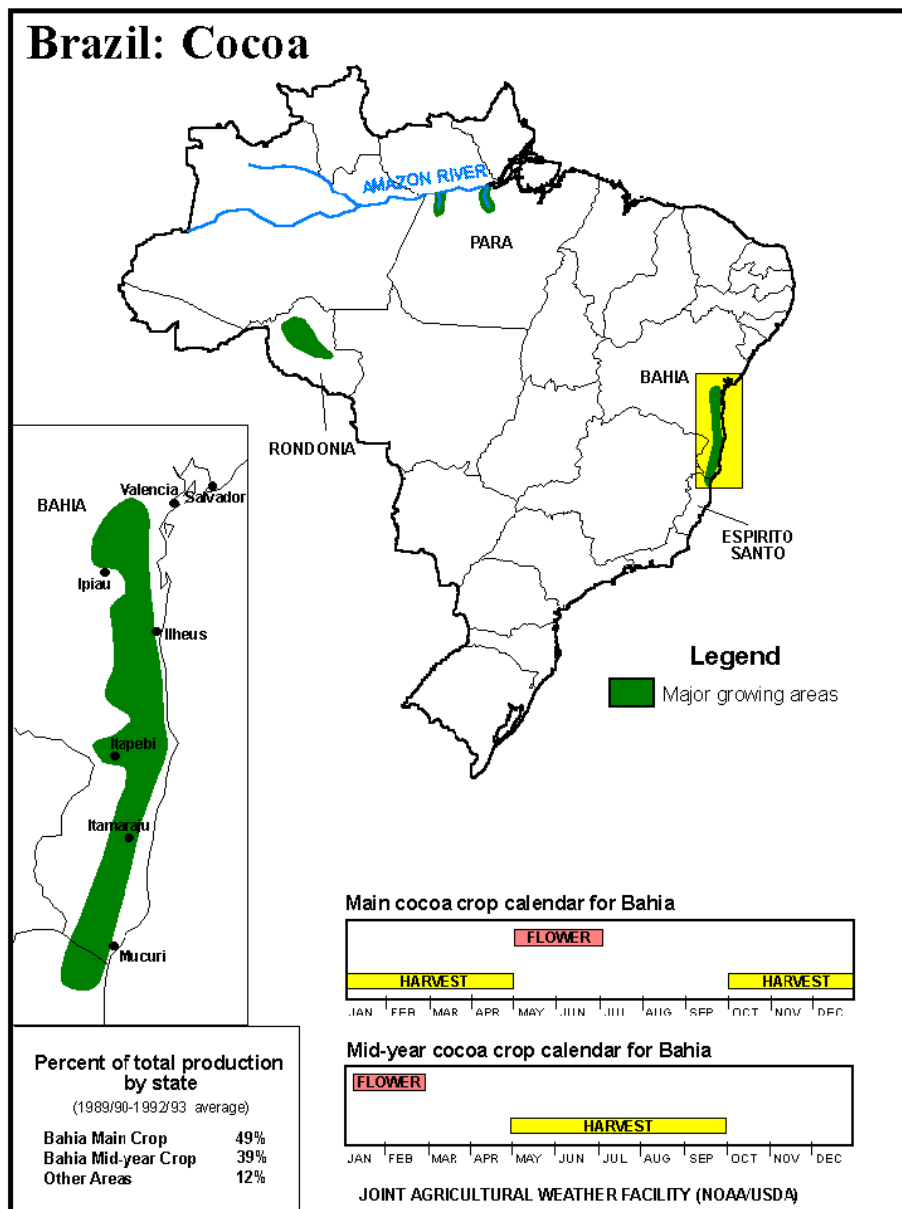 Brazil: Cocoa
AMAZON RIVER
PARA
BAHIA
RONDONIA
ESPIRITO
SANTO
BAHIA
Valencia
Salvador
Ipiau
Ilheus
Itapebi
Itamaraju
Mucuri
Legend
Major growing areas
Main cocoa crop calendar for Bahia
FLOWER
HARVEST HARVEST
JAN FEB MAR APR MAY JUN JUL AUG SEP OCT NOV DEC
Mid-year cocoa crop calendar for Bahia
FLOWER
HARVEST
JAN FEB MAR APR MAY JUN JUL AUG SEP OCT NOV DEC
Percent of total production
by state
(1989/90-1992/93 average)
Bahia Main Crop 49%
Bahia Mid-year Crop 39%
Other Areas 12%
JOINT AGRICULTURAL WEATHER FACILITY (NOAA/USDA)